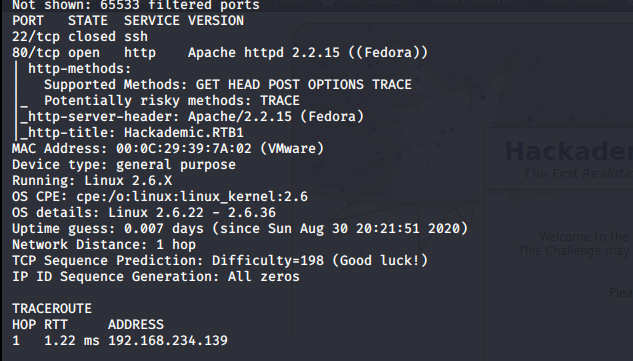 Not shown: 65533 filtered ports
PORT   STATE  SERVICE VERSION
22/tcp closed ssh
80/tcp open   http    Apache httpd 2.2.15 ((Fedora))
| http-methods:
|   Supported Methods: GET HEAD POST OPTIONS TRACE
|_  Potentially risky methods: TRACE
|_http-server-header: Apache/2.2.15 (Fedora)
|_http-title: Hackademic.RTB1
MAC Address: 00:0C:29:39:7A:02 (VMware)
Device type: general purpose
Running: Linux 2.6.X
OS CPE: cpe:/o:linux:linux_kernel:2.6
OS details: Linux 2.6.22 - 2.6.36
Uptime guess: 0.007 days (since Sun Aug 30 20:21:51 2020)
Network Distance: 1 hop
TCP Sequence Prediction: Difficulty=198 (Good luck!)
IP ID Sequence Generation: All zeros
TRACEROUTE
HOP RTT     ADDRESS
1   1.22 ms 192.168.234.139
Hackadem
The First Realistic
Welcome to the
This Challenge may